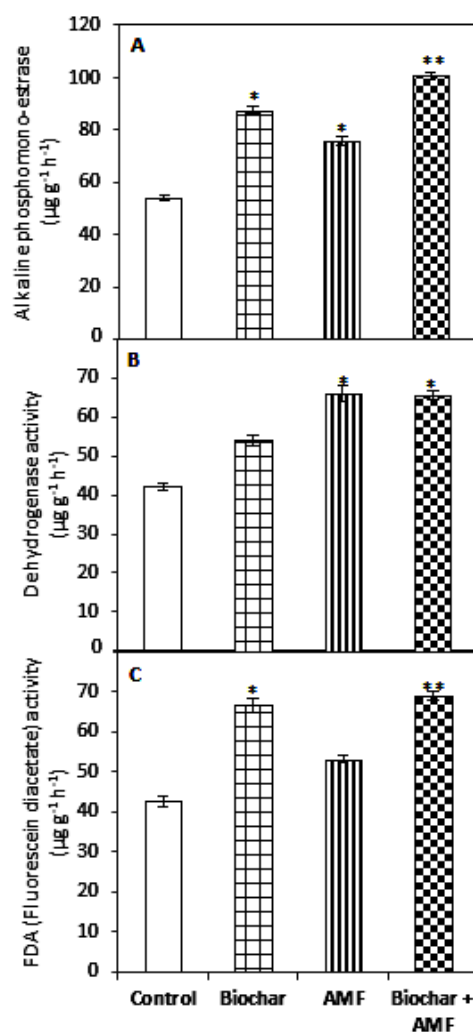 Alkaline phosphomono-estrase
(µg g⁻¹ h⁻¹)
120
100
80
60
40
20
0
A
*
*
**
Dehydrogenase activity
(µg g⁻¹ h⁻¹)
70
60
50
40
30
20
10
0
B
*
*
FDA (Fluorescein diacetate) activity
(µg g⁻¹ h⁻¹)
70
60
50
40
30
20
10
0
C
*
**
Control
Biochar
AMF
Biochar +
AMF